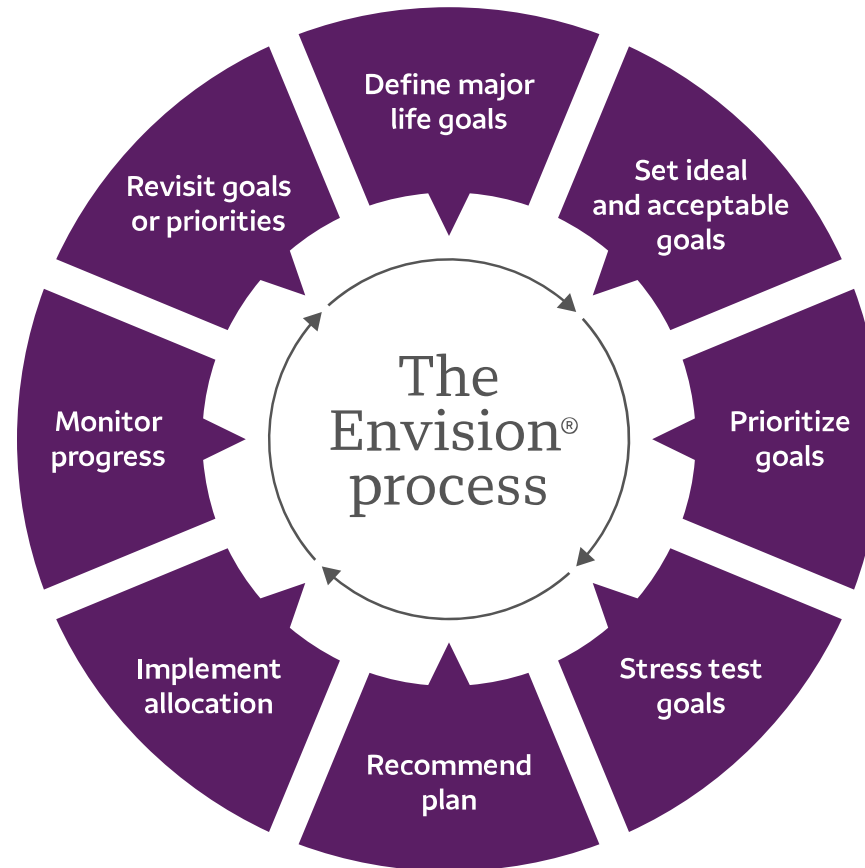 Define major
life goals
Set ideal
and acceptable
goals
Prioritize
goals
Stress test
goals
Recommend
plan
Implement
allocation
Monitor
progress
Revisit goals
or priorities
The
Envision®
process